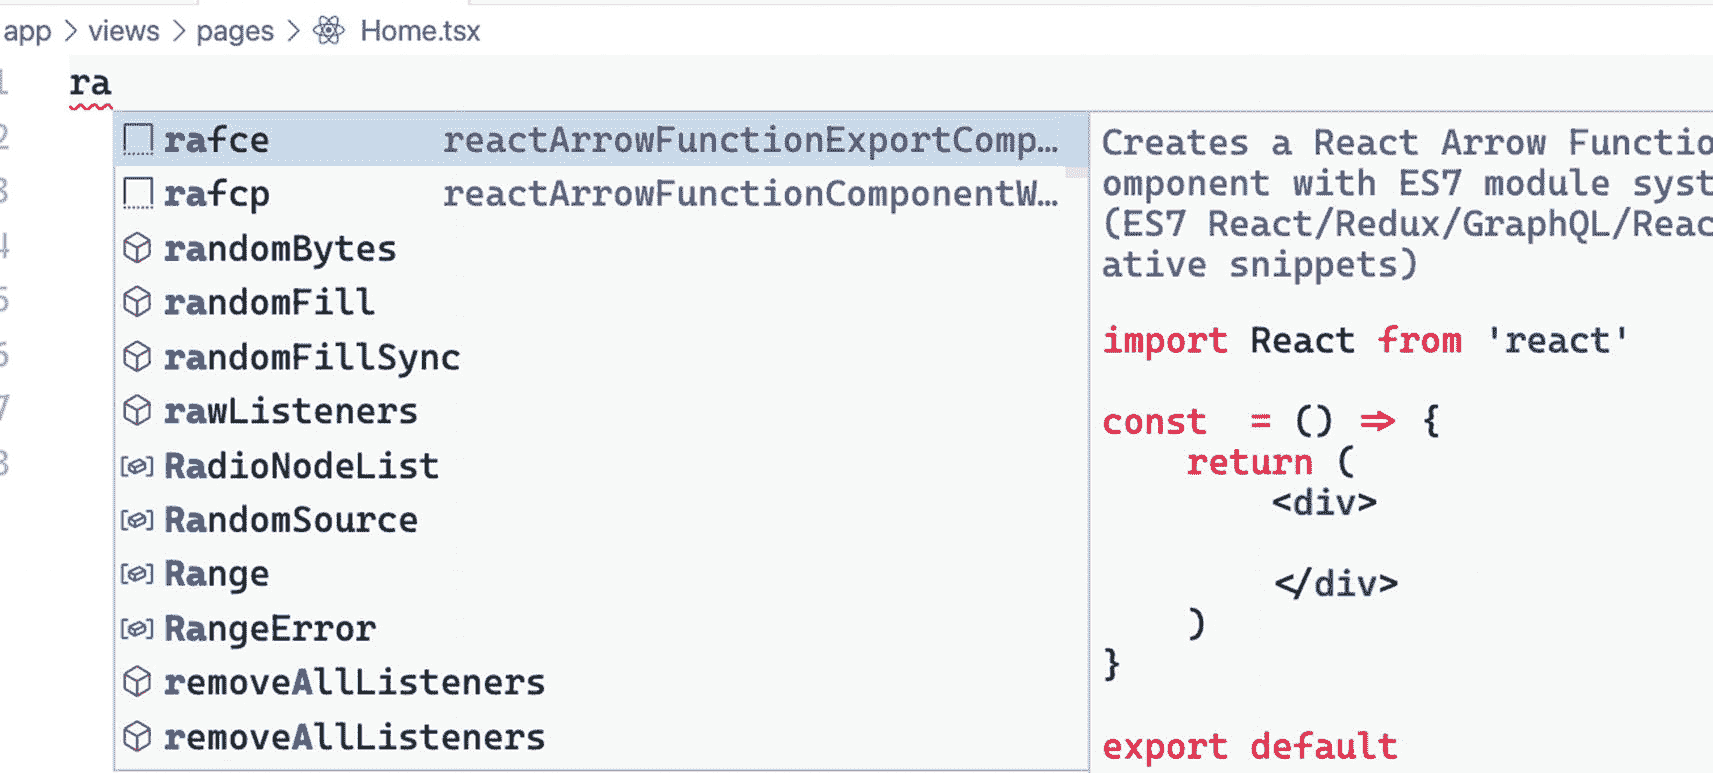 app > views > pages > Home.tsx
1 ra
2
3
4
5
6
7
8
rafce reactArrowFunctionExportComp…
rafcp reactArrowFunctionComponentW…
randomBytes
randomFill
randomFillSync
rawListeners
RadioNodeList
RandomSource
Range
RangeError
removeAllListeners
removeAllListeners
Creates a React Arrow Functio
omponent with ES7 module syst
(ES7 React/Redux/GraphQL/Reac
ative snippets)
import React from 'react'
const  = () => {
return (
<div>
</div>
)
}
export default